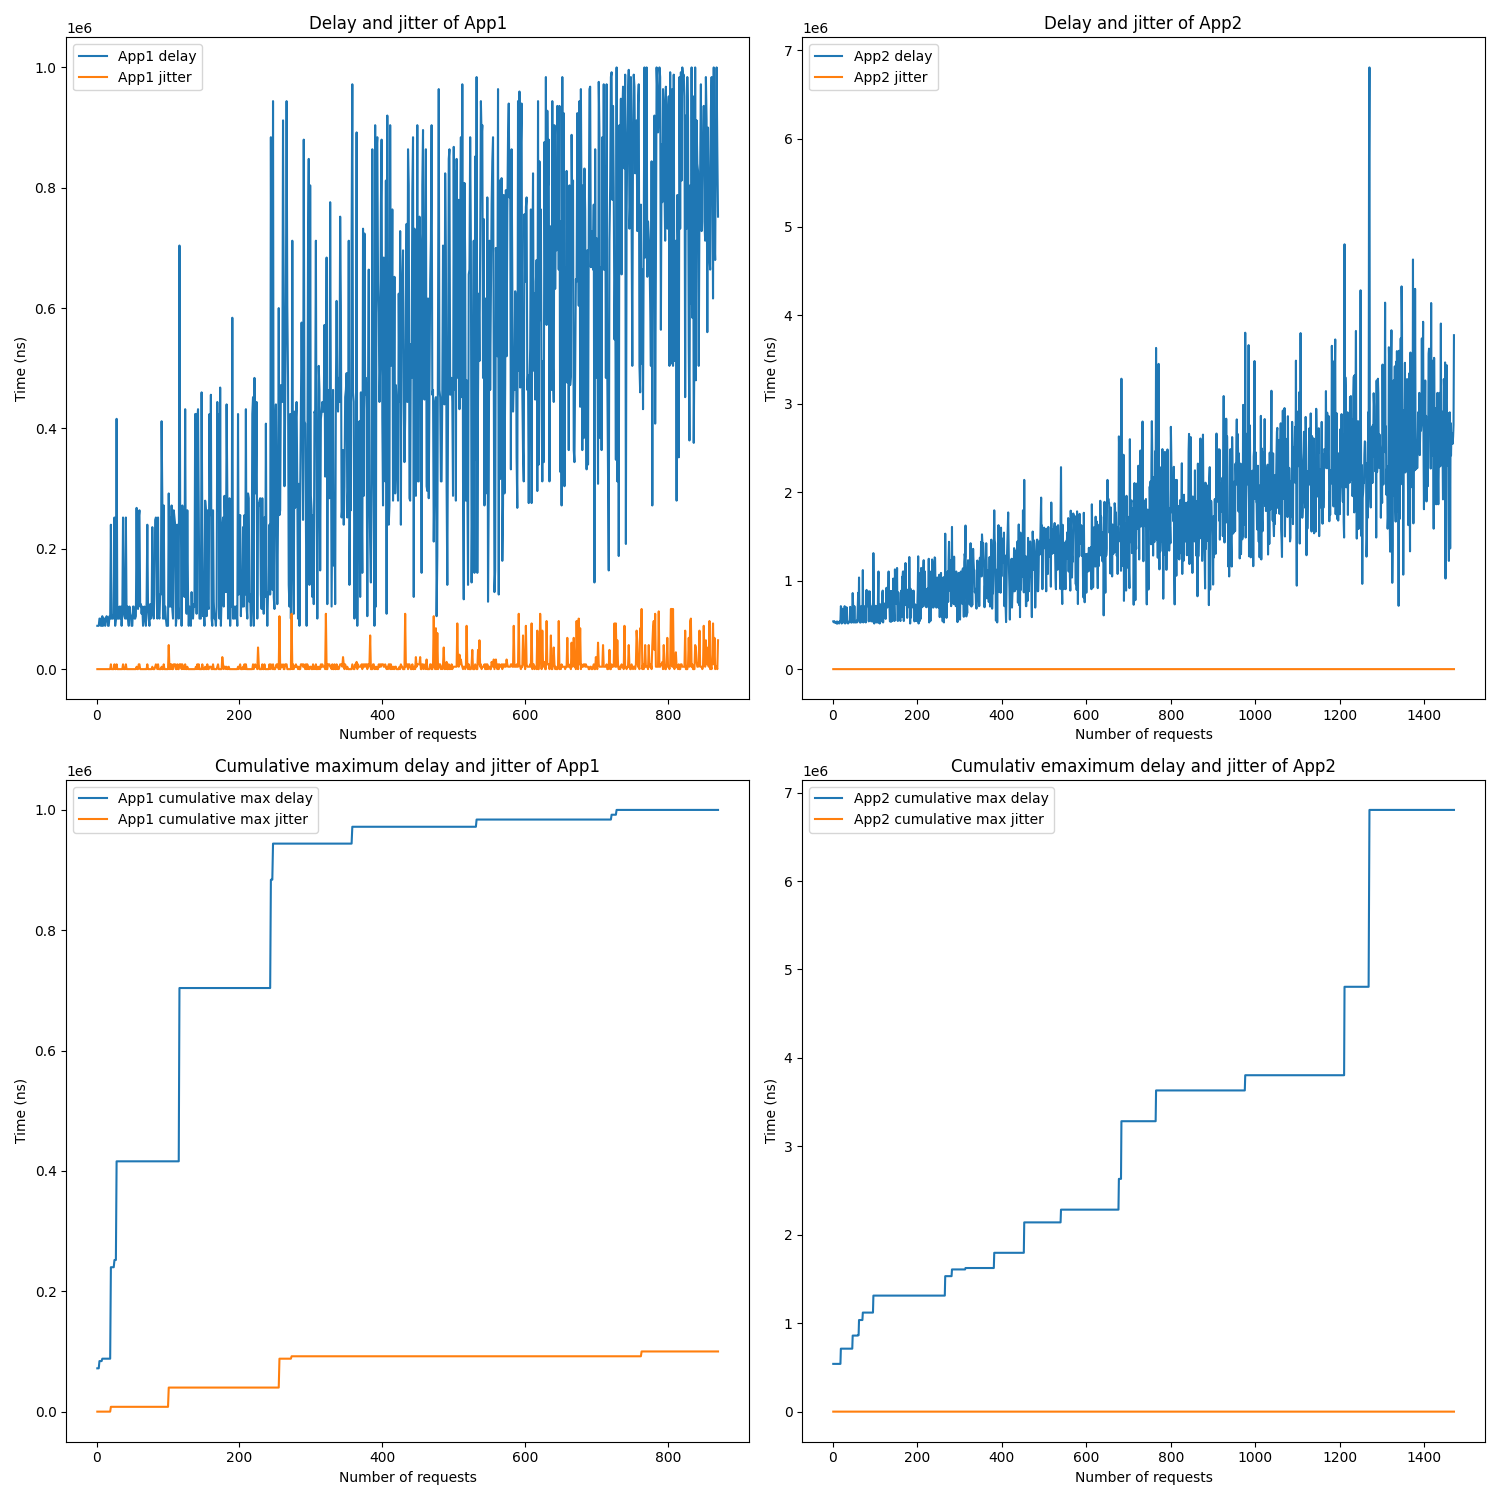 Delay and jitter of App1
1e6
App1 delay
App1 jitter
1.0
0.8
0.6
0.4
0.2
0.0
Time (ns)
0 200 400 600 800
Number of requests
Delay and jitter of App2
1e6
App2 delay
App2 jitter
7
6
5
4
3
2
1
0
Time (ns)
0 200 400 600 800 1000 1200 1400
Number of requests
Cumulative maximum delay and jitter of App1
1e6
App1 cumulative max delay
App1 cumulative max jitter
1.0
0.8
0.6
0.4
0.2
0.0
Time (ns)
0 200 400 600 800
Number of requests
Cumulativ emaximum delay and jitter of App2
1e6
App2 cumulative max delay
App2 cumulative max jitter
7
6
5
4
3
2
1
0
Time (ns)
0 200 400 600 800 1000 1200 1400
Number of requests